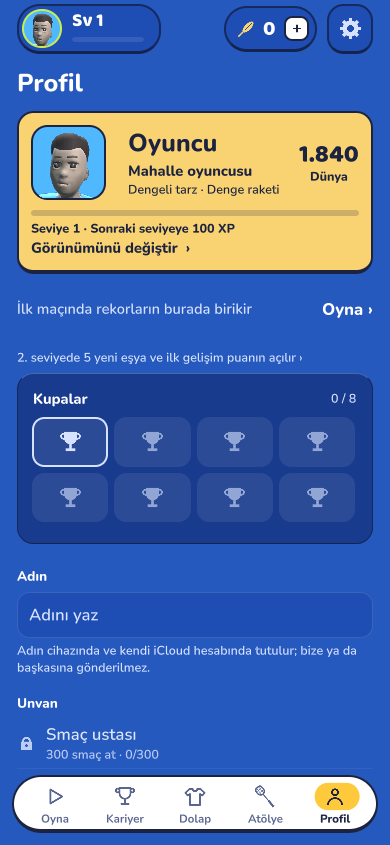 Sv 1
0
+
Profil
Oyuncu
Mahalle oyuncusu
Dengeli tarz · Denge raketi
1.840
Dünya
Seviye 1 · Sonraki seviyeye 100 XP
Görünümünü değiştir ›
İlk maçında rekorların burada birikir
Oyna ›
2. seviyede 5 yeni eşya ve ilk gelişim puanın açılır ›
Kupalar
0 / 8
Adın
Adını yaz
Adın cihazında ve kendi iCloud hesabında tutulur; bize ya da
başkasına gönderilmez.
Unvan
Smaç ustası
300 smaç at · 0/300
Oyna
Kariyer
Dolap
Atölye
Profil